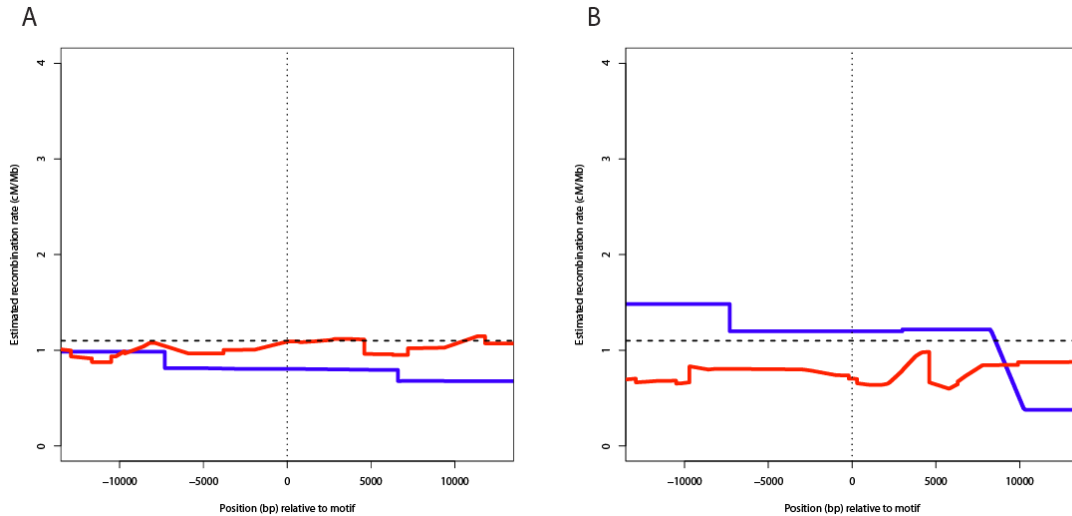 A
B
Estimated recombination rate (cM/Mb)
4
3
2
1
0
−10000 −5000 0 5000 10000
Position (bp) relative to motif
Estimated recombination rate (cM/Mb)
4
3
2
1
0
−10000 −5000 0 5000 10000
Position (bp) relative to motif